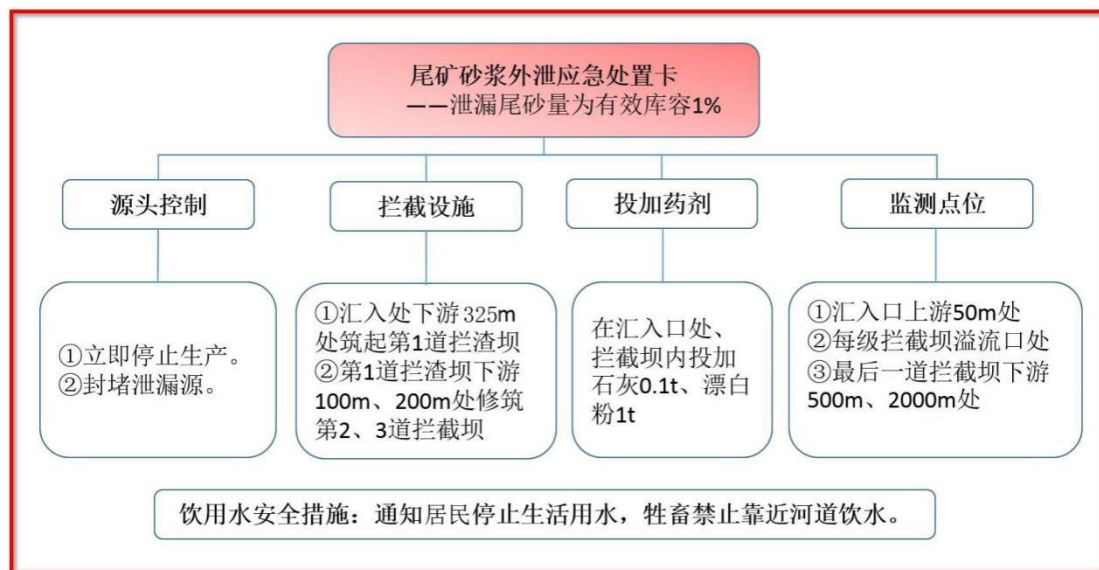 尾矿砂浆外泄应急处置卡
——泄漏尾砂量为有效库容1%
源头控制
拦截设施
投加药剂
监测点位
①立即停止生产。
②封堵泄漏源。
①汇入处下游325m
处筑起第1道拦渣坝
②第1道拦渣坝下游
100m、200m处修筑
第2、3道拦截坝
在汇入口处、
拦截坝内投加
石灰0.1t、漂白
粉1t
①汇入口上游50m处
②每级拦截坝溢流口处
③最后一道拦截坝下游
500m、2000m处
饮用水安全措施：通知居民停止生活用水，牲畜禁止靠近河道饮水。